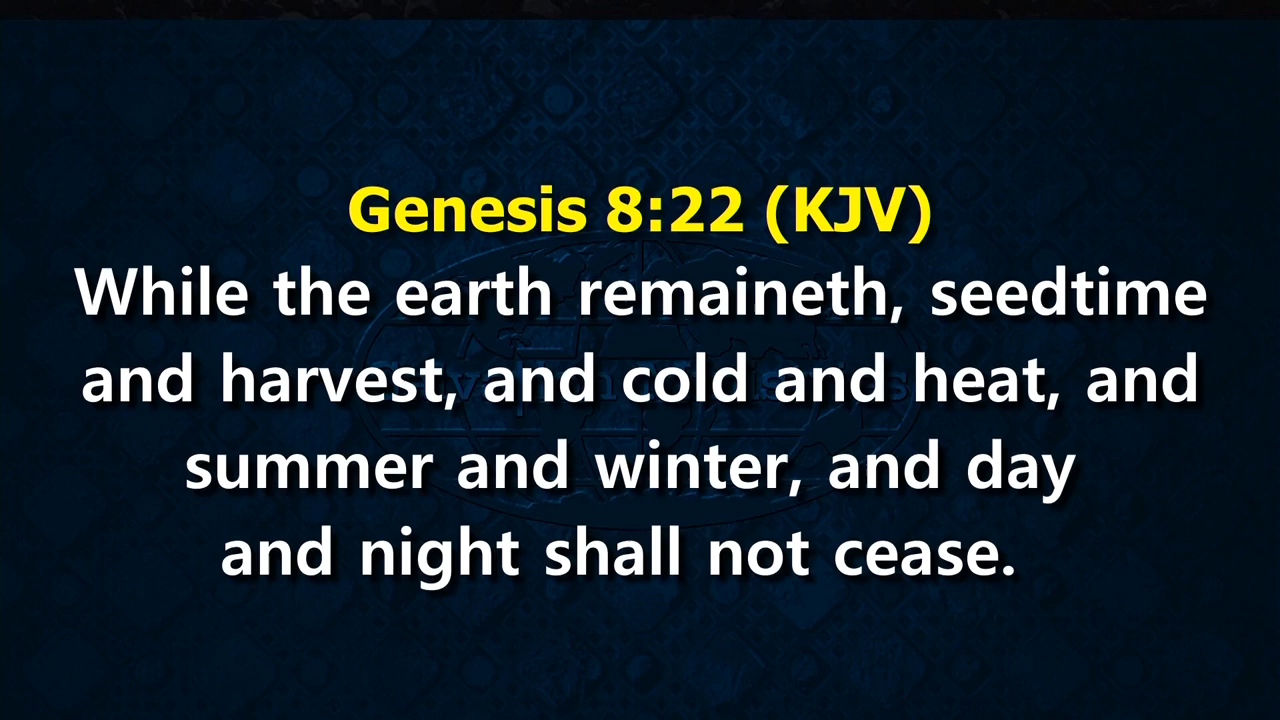 Genesis 8:22 (KJV)
While the earth remaineth, seedtime
and harvest, and cold and heat, and
summer and winter, and day
and night shall not cease.